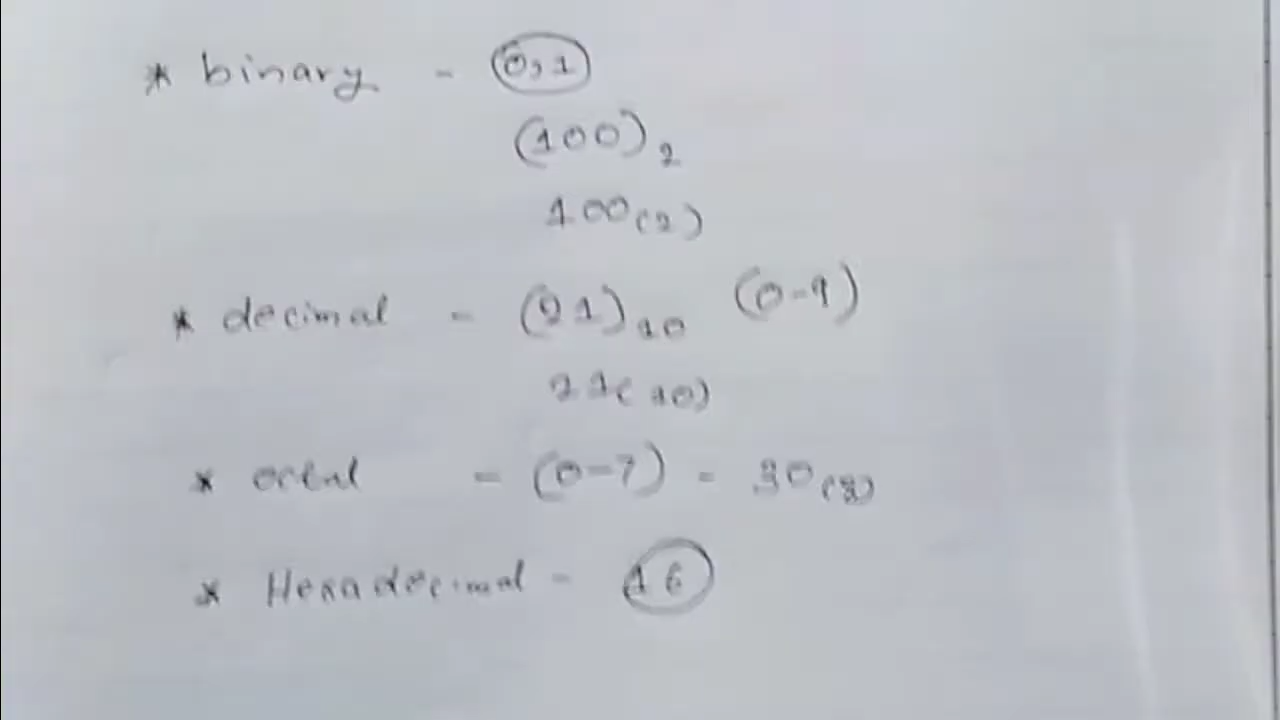 * binary - 0,1
(100)2
100(2)
* decimal - (21)10 (0-9)
21(10)
* octal - (0-7) - 30(8)
* Hexadecimal - 16